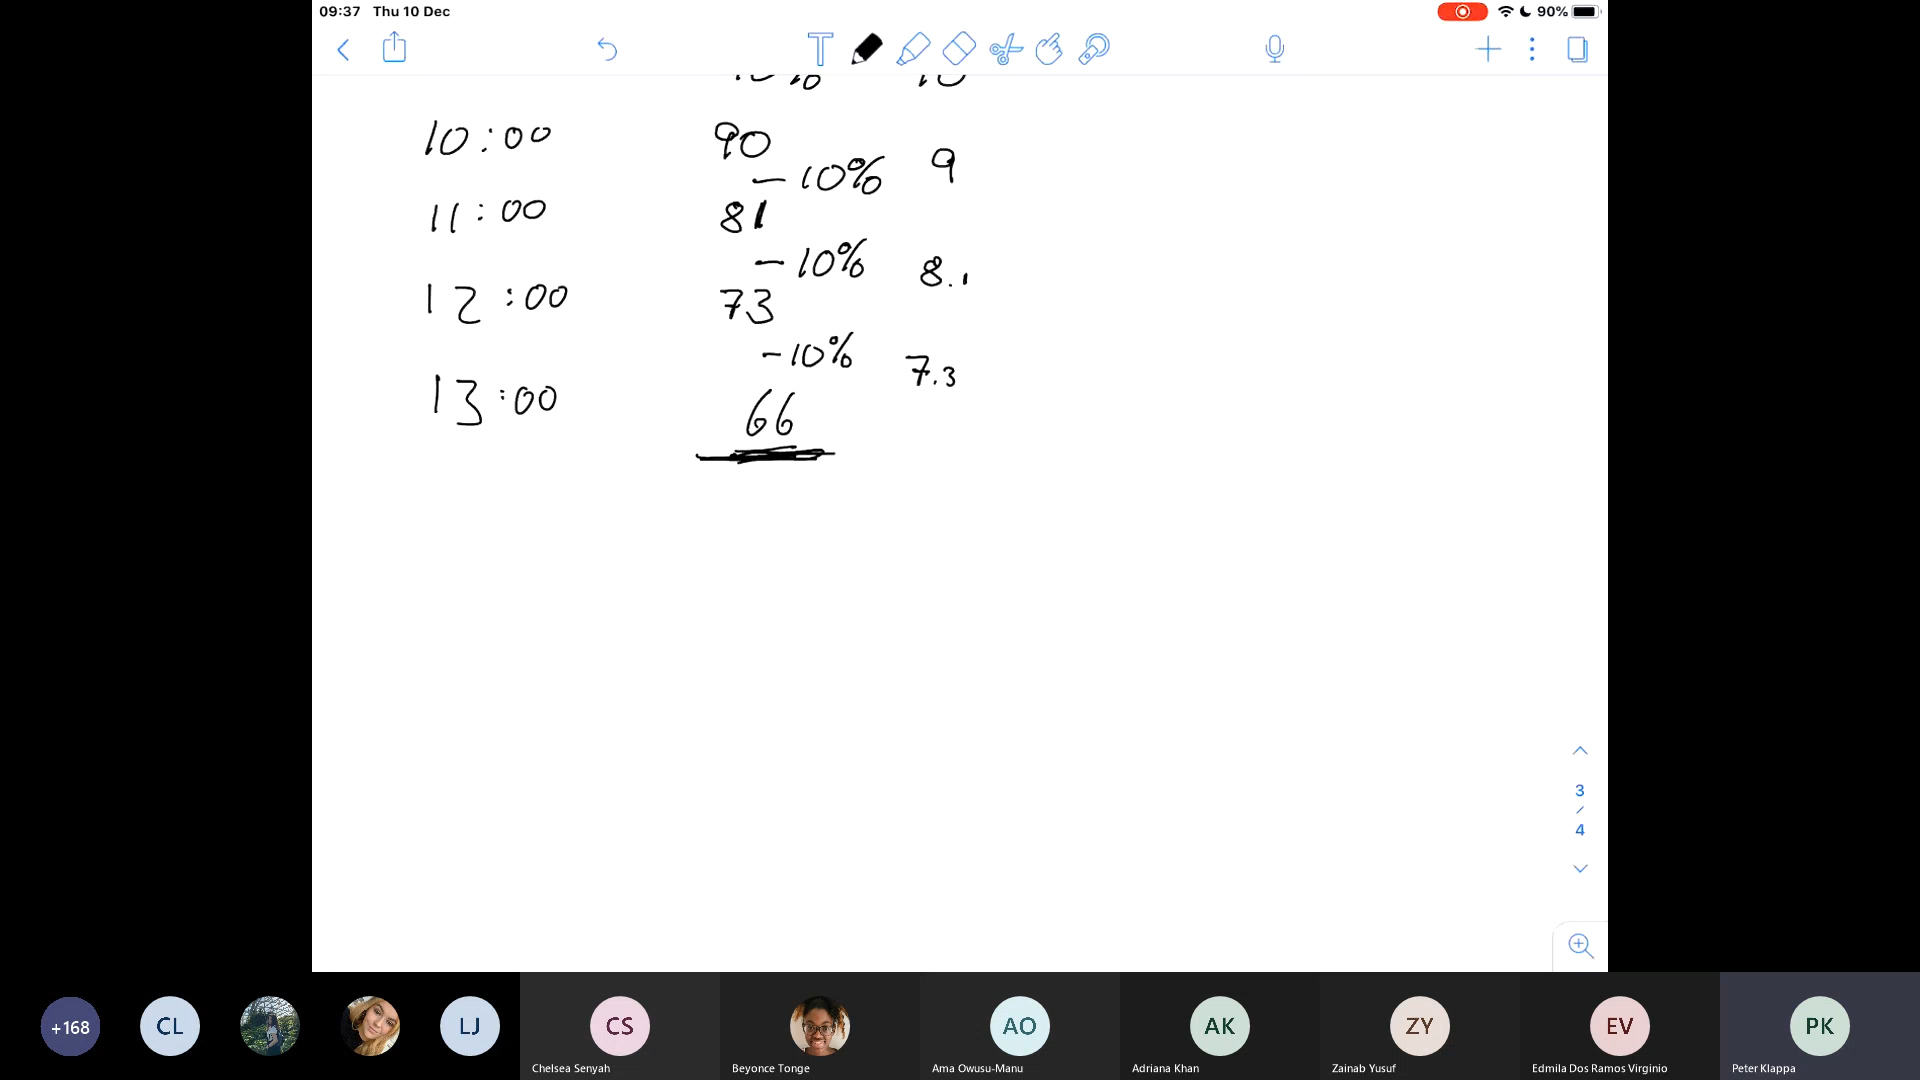 09:37 Thu 10 Dec 90%
T
10% 10
10:00 90
-10% 9
11:00 81
-10% 8.1
12:00 73
-10% 7.3
13:00 66
3
/
4
+168 CL LJ CS AO AK ZY EV PK
Chelsea Senyah Beyonce Tonge Ama Owusu-Manu Adriana Khan Zainab Yusuf Edmila Dos Ramos Virginio Peter Klappa